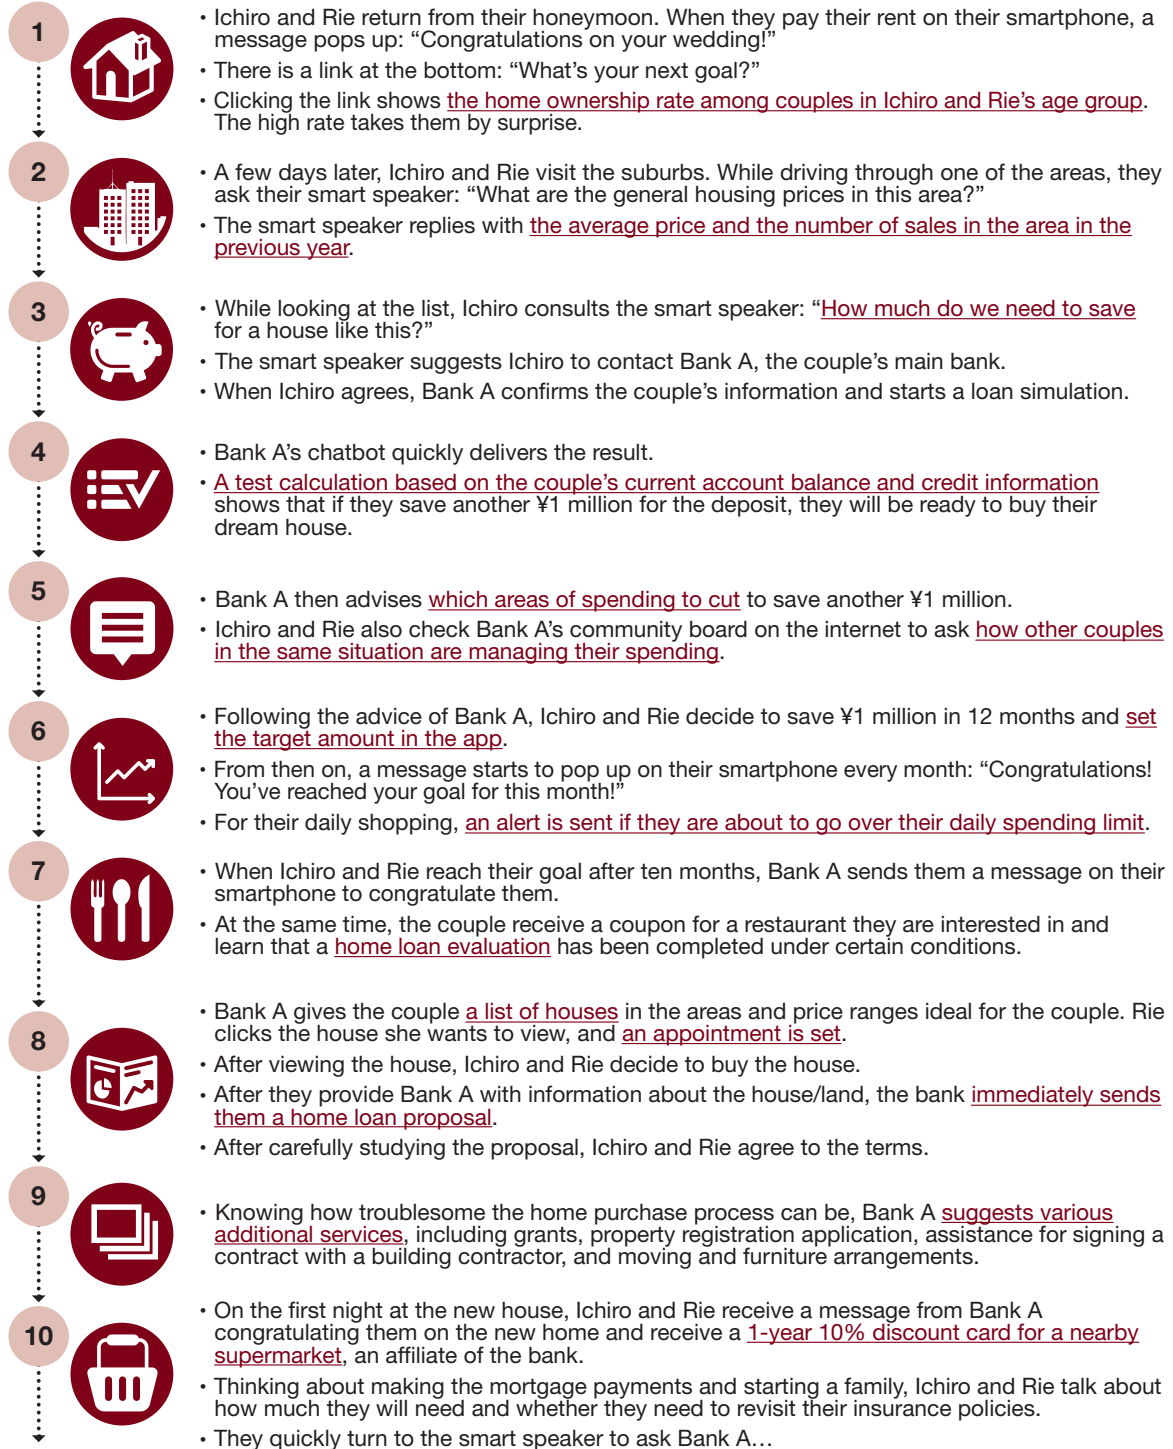 1
• Ichiro and Rie return from their honeymoon. When they pay their rent on their smartphone, a
message pops up: “Congratulations on your wedding!”
• There is a link at the bottom: “What’s your next goal?”
• Clicking the link shows the home ownership rate among couples in Ichiro and Rie’s age group.
The high rate takes them by surprise.
2
• A few days later, Ichiro and Rie visit the suburbs. While driving through one of the areas, they
ask their smart speaker: “What are the general housing prices in this area?”
• The smart speaker replies with the average price and the number of sales in the area in the
previous year.
3
• While looking at the list, Ichiro consults the smart speaker: “How much do we need to save
for a house like this?”
• The smart speaker suggests Ichiro to contact Bank A, the couple’s main bank.
• When Ichiro agrees, Bank A confirms the couple’s information and starts a loan simulation.
4
• Bank A’s chatbot quickly delivers the result.
• A test calculation based on the couple’s current account balance and credit information
shows that if they save another ¥1 million for the deposit, they will be ready to buy their
dream house.
5
• Bank A then advises which areas of spending to cut to save another ¥1 million.
• Ichiro and Rie also check Bank A’s community board on the internet to ask how other couples
in the same situation are managing their spending.
6
• Following the advice of Bank A, Ichiro and Rie decide to save ¥1 million in 12 months and set
the target amount in the app.
• From then on, a message starts to pop up on their smartphone every month: “Congratulations!
You’ve reached your goal for this month!”
• For their daily shopping, an alert is sent if they are about to go over their daily spending limit.
7
• When Ichiro and Rie reach their goal after ten months, Bank A sends them a message on their
smartphone to congratulate them.
• At the same time, the couple receive a coupon for a restaurant they are interested in and
learn that a home loan evaluation has been completed under certain conditions.
8
• Bank A gives the couple a list of houses in the areas and price ranges ideal for the couple. Rie
clicks the house she wants to view, and an appointment is set.
• After viewing the house, Ichiro and Rie decide to buy the house.
• After they provide Bank A with information about the house/land, the bank immediately sends
them a home loan proposal.
• After carefully studying the proposal, Ichiro and Rie agree to the terms.
9
• Knowing how troublesome the home purchase process can be, Bank A suggests various
additional services, including grants, property registration application, assistance for signing a
contract with a building contractor, and moving and furniture arrangements.
10
• On the first night at the new house, Ichiro and Rie receive a message from Bank A
congratulating them on the new home and receive a 1-year 10% discount card for a nearby
supermarket, an affiliate of the bank.
• Thinking about making the mortgage payments and starting a family, Ichiro and Rie talk about
how much they will need and whether they need to revisit their insurance policies.
• They quickly turn to the smart speaker to ask Bank A…